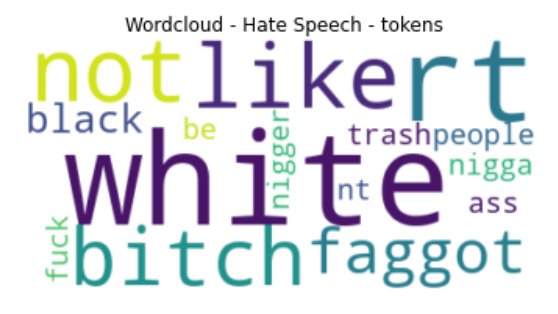 Wordcloud - Hate Speech - tokens
not like rt
black be nigger trash people
white nt nigga
ass
fuck bitch faggot